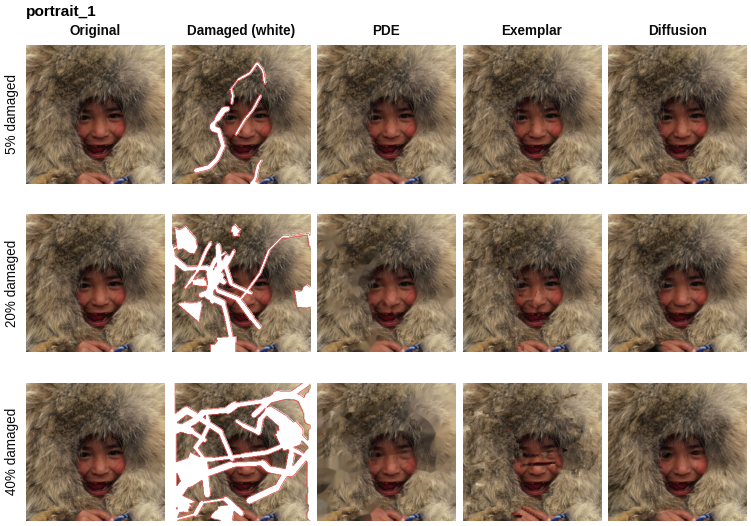 portrait_1
Original Damaged (white) PDE Exemplar Diffusion
5% damaged
20% damaged
40% damaged